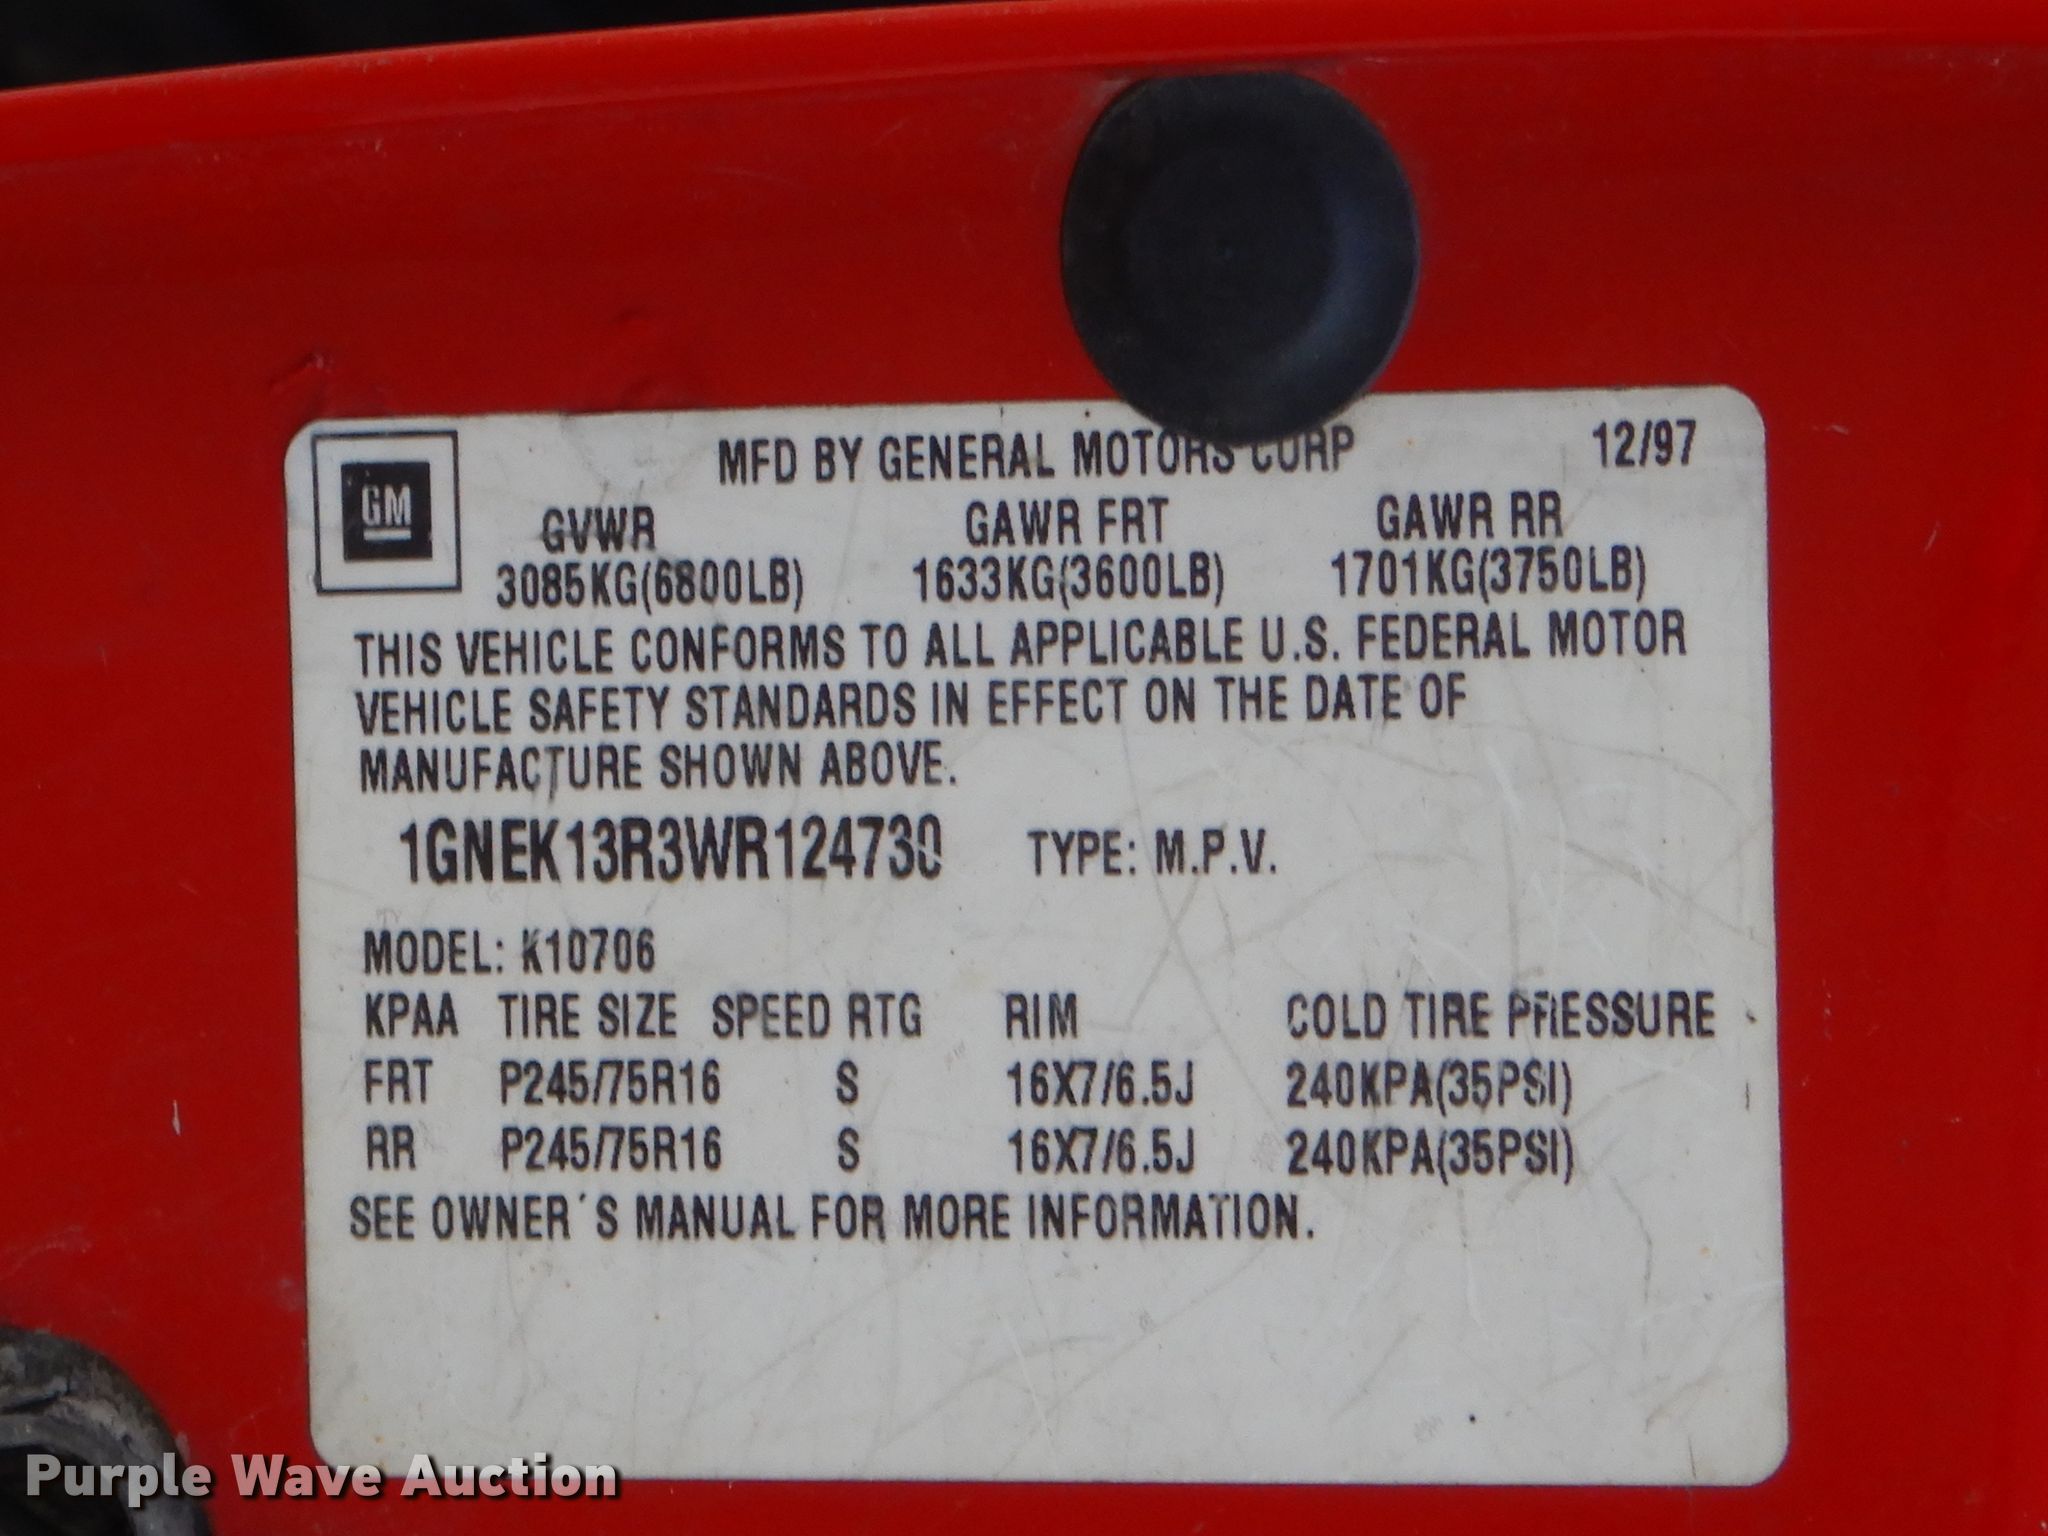 MFD BY GENERAL MOTORS CORP 12/97
GM
GVWR GAWR FRT GAWR RR
3085KG(6800LB) 1633KG(3600LB) 1701KG(3750LB)
THIS VEHICLE CONFORMS TO ALL APPLICABLE U.S. FEDERAL MOTOR
VEHICLE SAFETY STANDARDS IN EFFECT ON THE DATE OF
MANUFACTURE SHOWN ABOVE.
1GNEK13R3WR124730 TYPE: M.P.V.
MODEL: K10706
KPAA TIRE SIZE SPEED RTG RIM COLD TIRE PRESSURE
FRT P245/75R16 S 16X7/6.5J 240KPA(35PSI)
RR P245/75R16 S 16X7/6.5J 240KPA(35PSI)
SEE OWNER´S MANUAL FOR MORE INFORMATION.
Purple Wave Auction